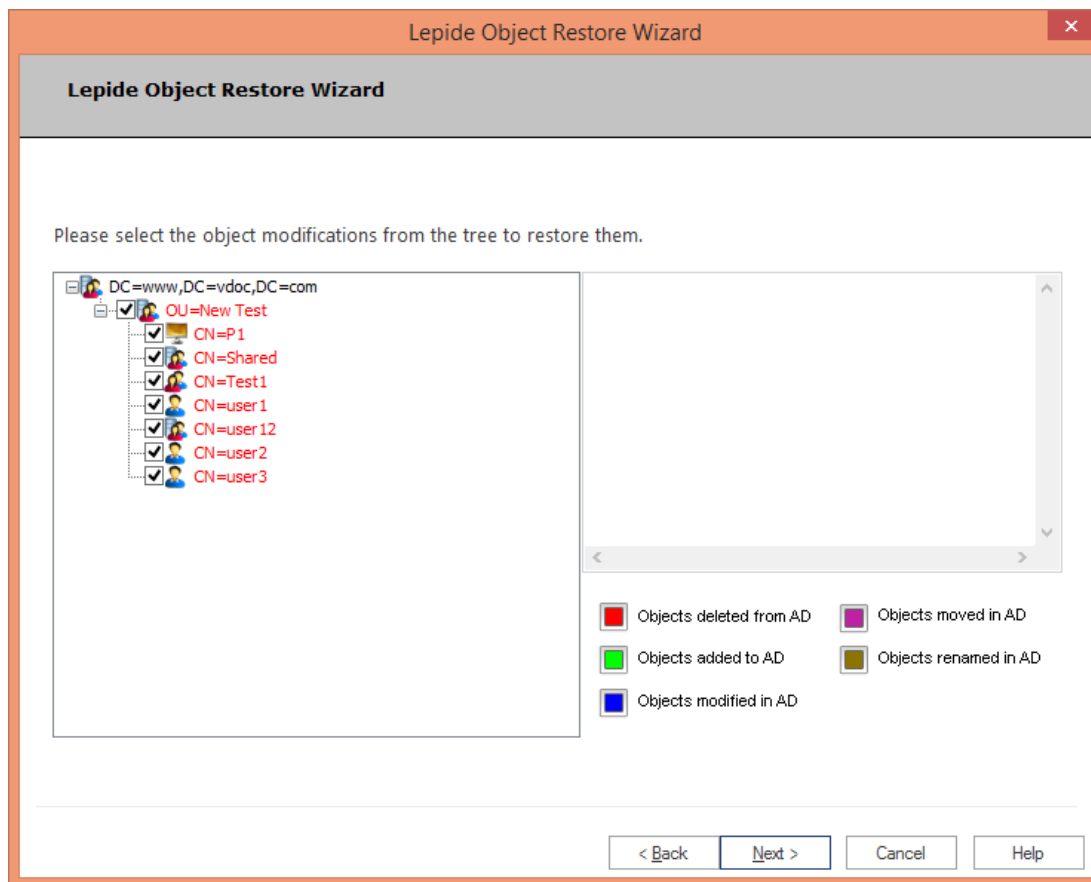 Lepide Object Restore Wizard
Lepide Object Restore Wizard
Please select the object modifications from the tree to restore them.
DC=www,DC=vdoc,DC=com
OU=New Test
CN=P1
CN=Shared
CN=Test1
CN=user1
CN=user12
CN=user2
CN=user3
Objects deleted from AD
Objects moved in AD
Objects added to AD
Objects renamed in AD
Objects modified in AD
< Back
Next >
Cancel
Help